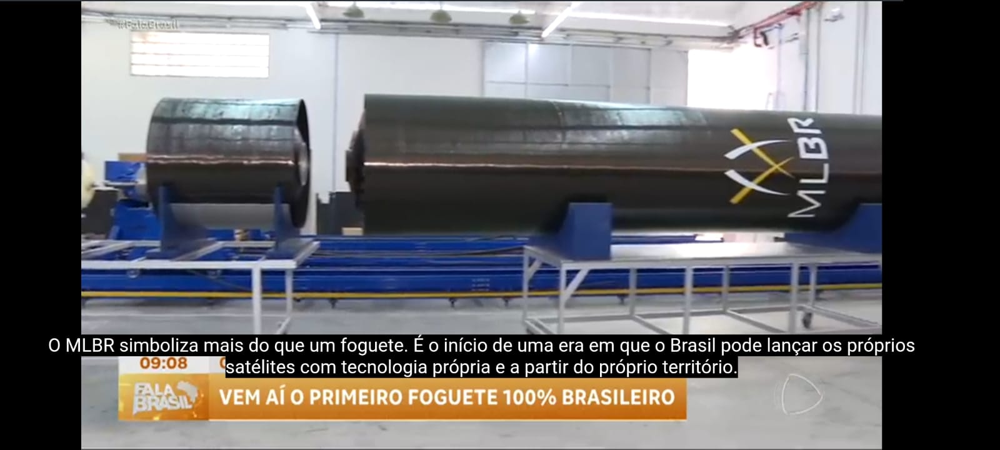 #FalaBrasil
MLBR
O MLBR simboliza mais do que um foguete. É o início de uma era em que o Brasil pode lançar os próprios
satélites com tecnologia própria e a partir do próprio território.
09:08
FALA
BRASIL
VEM AÍ O PRIMEIRO FOGUETE 100% BRASILEIRO